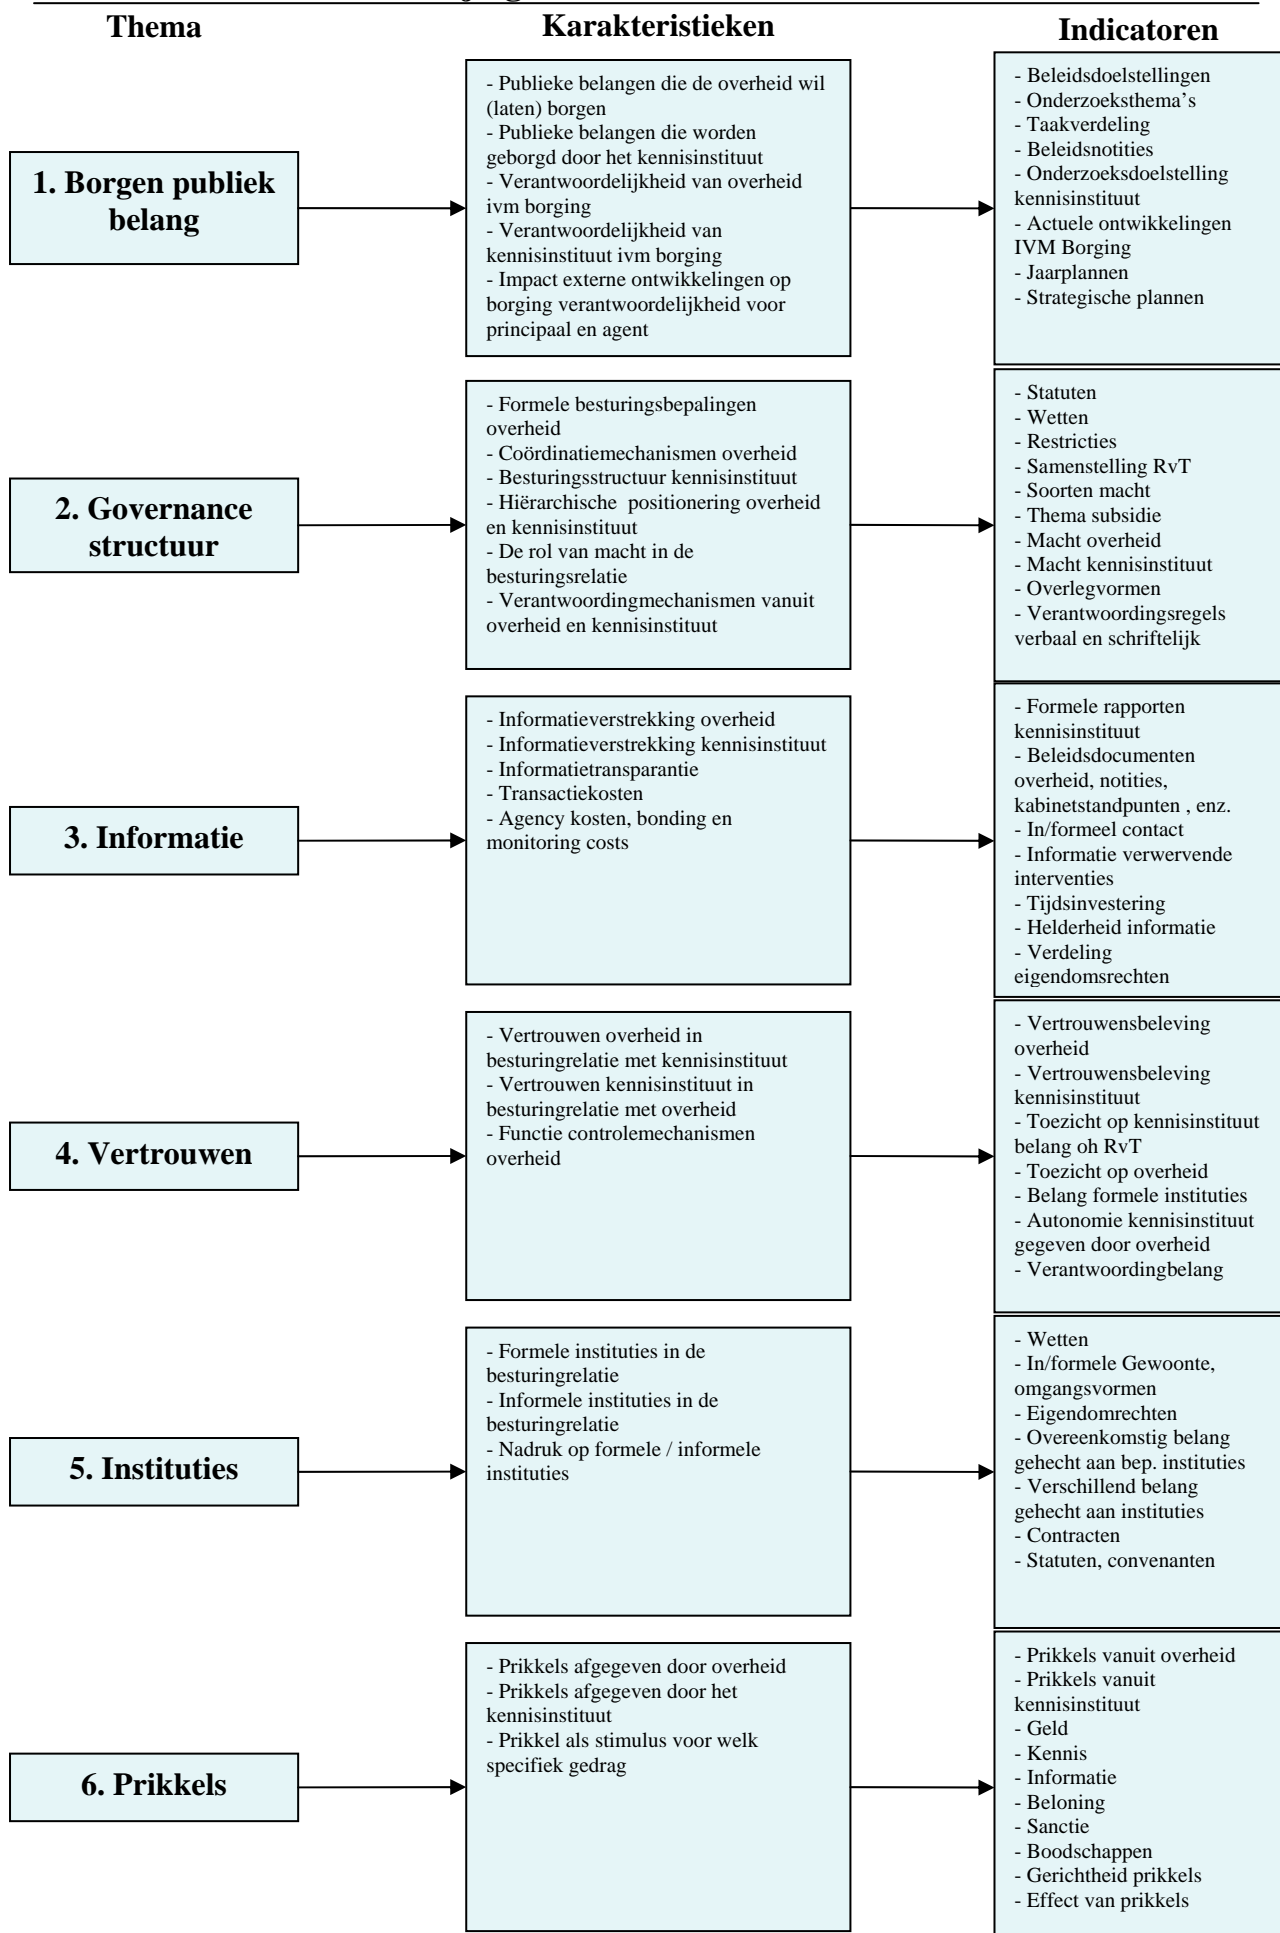 Thema
Karakteristieken
Indicatoren
1. Borgen publiek
belang
- Publieke belangen die de overheid wil
(laten) borgen
- Publieke belangen die worden
geborgd door het kennisinstituut
- Verantwoordelijkheid van overheid
ivm borging
- Verantwoordelijkheid van
kennisinstituut ivm borging
- Impact externe ontwikkelingen op
borging verantwoordelijkheid voor
principaal en agent
- Beleidsdoelstellingen
- Onderzoeksthema's
- Taakverdeling
- Beleidsnotities
- Onderzoeksdoelstelling
kennisinstituut
- Actuele ontwikkelingen
IVM Borging
- Jaarplannen
- Strategische plannen
2. Governance
structuur
- Formele besturingsbepalingen
overheid
- Coördinatiemechanismen overheid
- Besturingsstructuur kennisinstituut
- Hiërarchische  positionering overheid
en kennisinstituut
- De rol van macht in de
besturingsrelatie
- Verantwoordingmechanismen vanuit
overheid en kennisinstituut
- Statuten
- Wetten
- Restricties
- Samenstelling RvT
- Soorten macht
- Thema subsidie
- Macht overheid
- Macht kennisinstituut
- Overlegvormen
- Verantwoordingsregels
verbaal en schriftelijk
3. Informatie
- Informatieverstrekking overheid
- Informatieverstrekking kennisinstituut
- Informatietransparantie
- Transactiekosten
- Agency kosten, bonding en
monitoring costs
- Formele rapporten
kennisinstituut
- Beleidsdocumenten
overheid, notities,
kabinetstandpunten , enz.
- In/formeel contact
- Informatie verwervende
interventies
- Tijdsinvestering
- Helderheid informatie
- Verdeling
eigendomsrechten
4. Vertrouwen
- Vertrouwen overheid in
besturingrelatie met kennisinstituut
- Vertrouwen kennisinstituut in
besturingrelatie met overheid
- Functie controlemechanismen
overheid
- Vertrouwensbeleving
overheid
- Vertrouwensbeleving
kennisinstituut
- Toezicht op kennisinstituut
belang oh RvT
- Toezicht op overheid
- Belang formele instituties
- Autonomie kennisinstituut
gegeven door overheid
- Verantwoordingbelang
5. Instituties
- Formele instituties in de
besturingrelatie
- Informele instituties in de
besturingrelatie
- Nadruk op formele / informele
instituties
- Wetten
- In/formele Gewoonte,
omgangsvormen
- Eigendomrechten
- Overeenkomstig belang
gehecht aan bep. instituties
- Verschillend belang
gehecht aan instituties
- Contracten
- Statuten, convenanten
6. Prikkels
- Prikkels afgegeven door overheid
- Prikkels afgegeven door het
kennisinstituut
- Prikkel als stimulus voor welk
specifiek gedrag
- Prikkels vanuit overheid
- Prikkels vanuit
kennisinstituut
- Geld
- Kennis
- Informatie
- Beloning
- Sanctie
- Boodschappen
- Gerichtheid prikkels
- Effect van prikkels